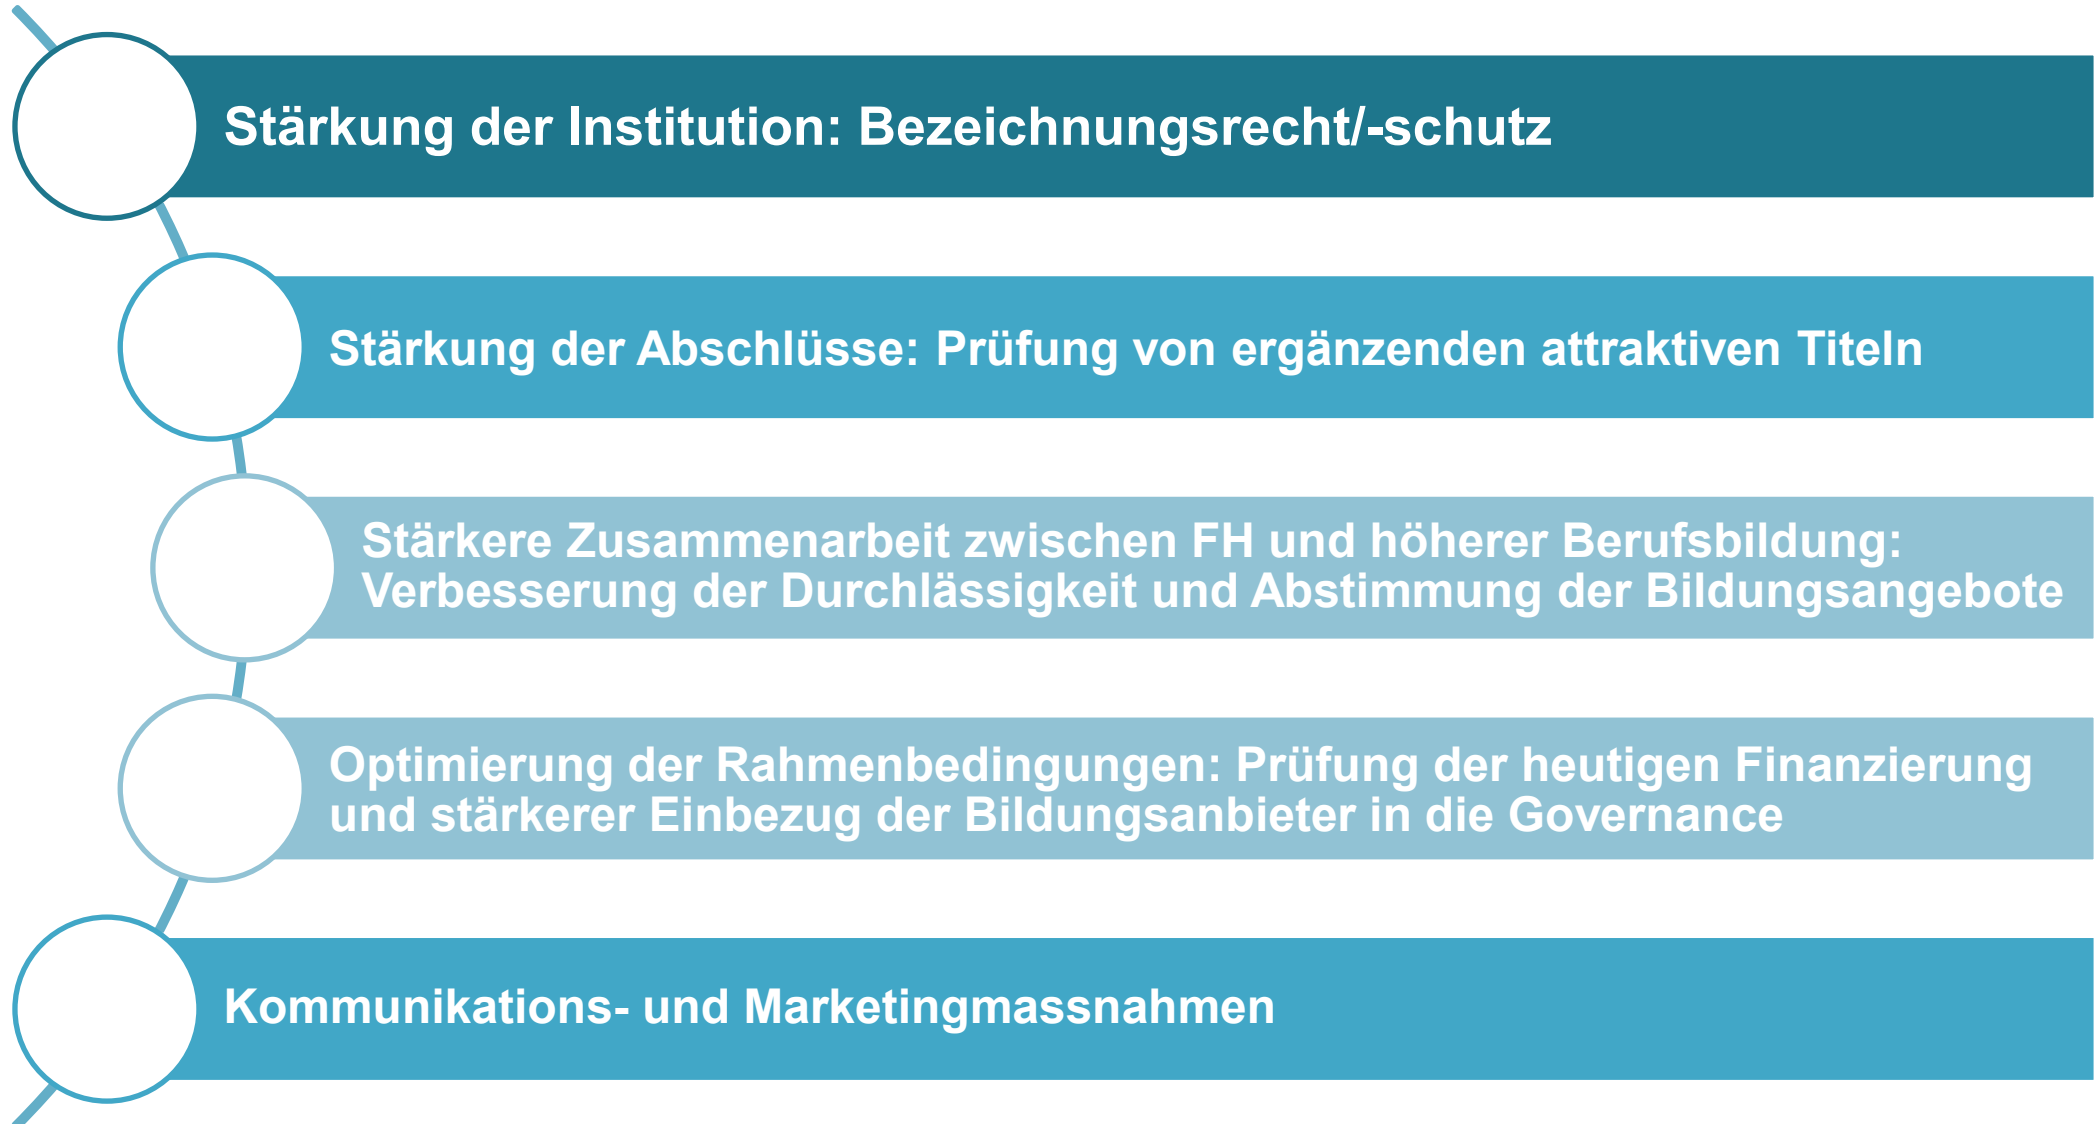 Stärkung der Institution: Bezeichnungsrecht/-schutz
Stärkung der Abschlüsse: Prüfung von ergänzenden attraktiven Titeln
Stärkere Zusammenarbeit zwischen FH und höherer Berufsbildung:
Verbesserung der Durchlässigkeit und Abstimmung der Bildungsangebote
Optimierung der Rahmenbedingungen: Prüfung der heutigen Finanzierung
und stärkerer Einbezug der Bildungsanbieter in die Governance
Kommunikations- und Marketingmassnahmen